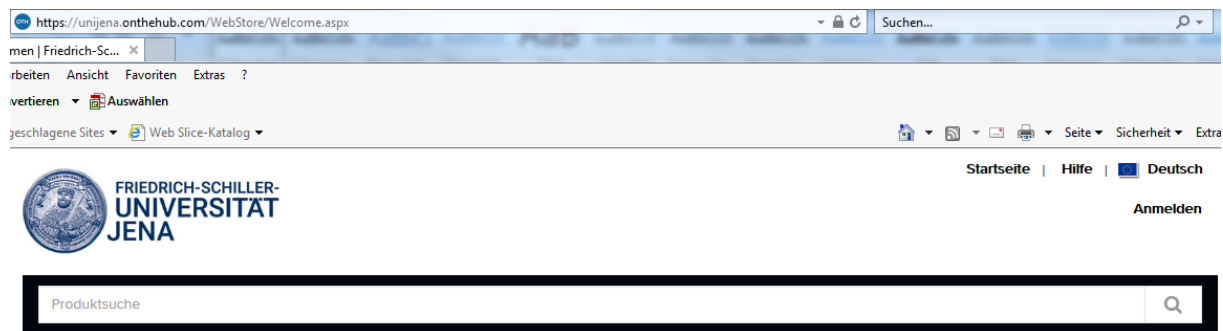 https://unijena.onthehub.com/WebStore/Welcome.aspx Suchen...
men | Friedrich-Sc...
rbeiten Ansicht Favoriten Extras ?
vertieren Auswählen
geschlagene Sites Web Slice-Katalog Seite Sicherheit Extra
Startseite | Hilfe | Deutsch
Anmelden
FRIEDRICH-SCHILLER-
UNIVERSITÄT
JENA
Produktsuche